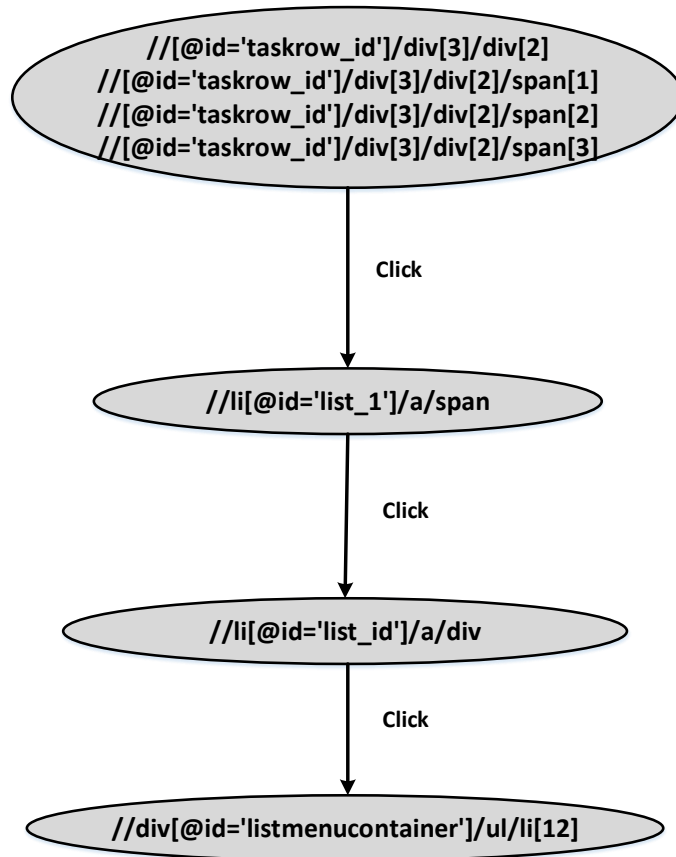 //[@id='taskrow_id']/div[3]/div[2]
//[@id='taskrow_id']/div[3]/div[2]/span[1]
//[@id='taskrow_id']/div[3]/div[2]/span[2]
//[@id='taskrow_id']/div[3]/div[2]/span[3]
Click
//li[@id='list_1']/a/span
Click
//li[@id='list_id']/a/div
Click
//div[@id='listmenucontainer']/ul/li[12]